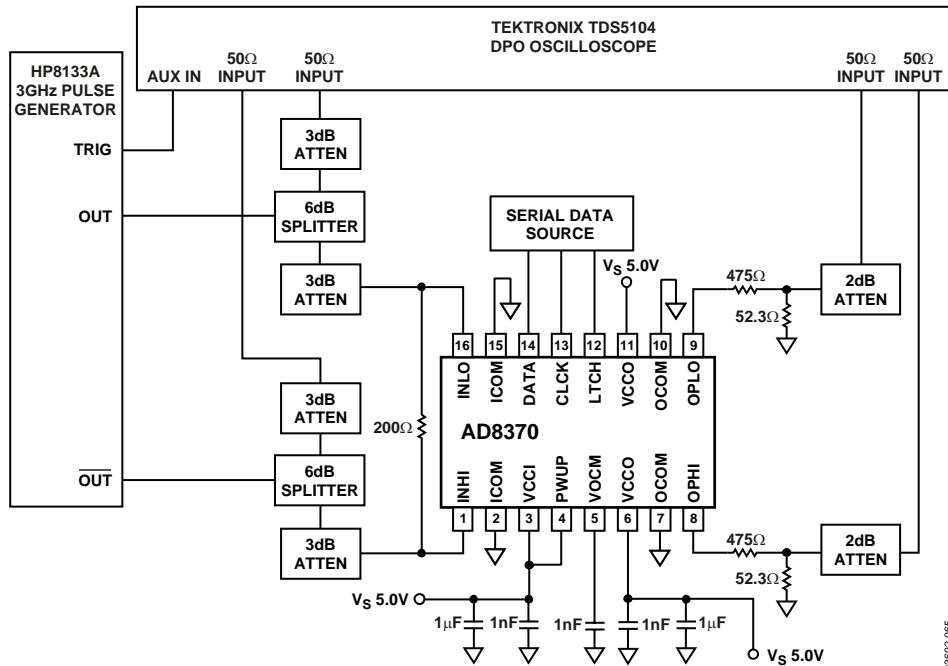 TEKTRONIX TDS5104
DPO OSCILLOSCOPE
HP8133A
3GHz PULSE
GENERATOR
AUX IN
50Ω
INPUT
50Ω
INPUT
50Ω
INPUT
50Ω
INPUT
TRIG
3dB
ATTEN
OUT
6dB
SPLITTER
SERIAL DATA
SOURCE
3dB
ATTEN
VS 5.0V
475Ω
2dB
ATTEN
52.3Ω
16 15 14 13 12 11 10 9
INLO ICOM DATA CLCK LTCH VCCO OCOM OPLO
3dB
ATTEN
200Ω
AD8370
OUT
6dB
SPLITTER
INHI ICOM VCCI PWUP VOCM VCCO OCOM OPHI
1 2 3 4 5 6 7 8
3dB
ATTEN
475Ω
2dB
ATTEN
52.3Ω
VS 5.0V
1μF 1nF 1nF 1nF 1μF
VS 5.0V